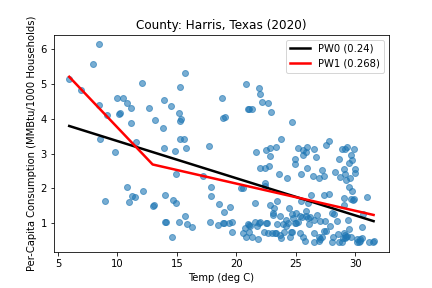 County: Harris, Texas (2020)
PW0 (0.24)
PW1 (0.268)
Per-Capita Consumption (MMBtu/1000 Households)
6
5
4
3
2
1
5 10 15 20 25 30
Temp (deg C)